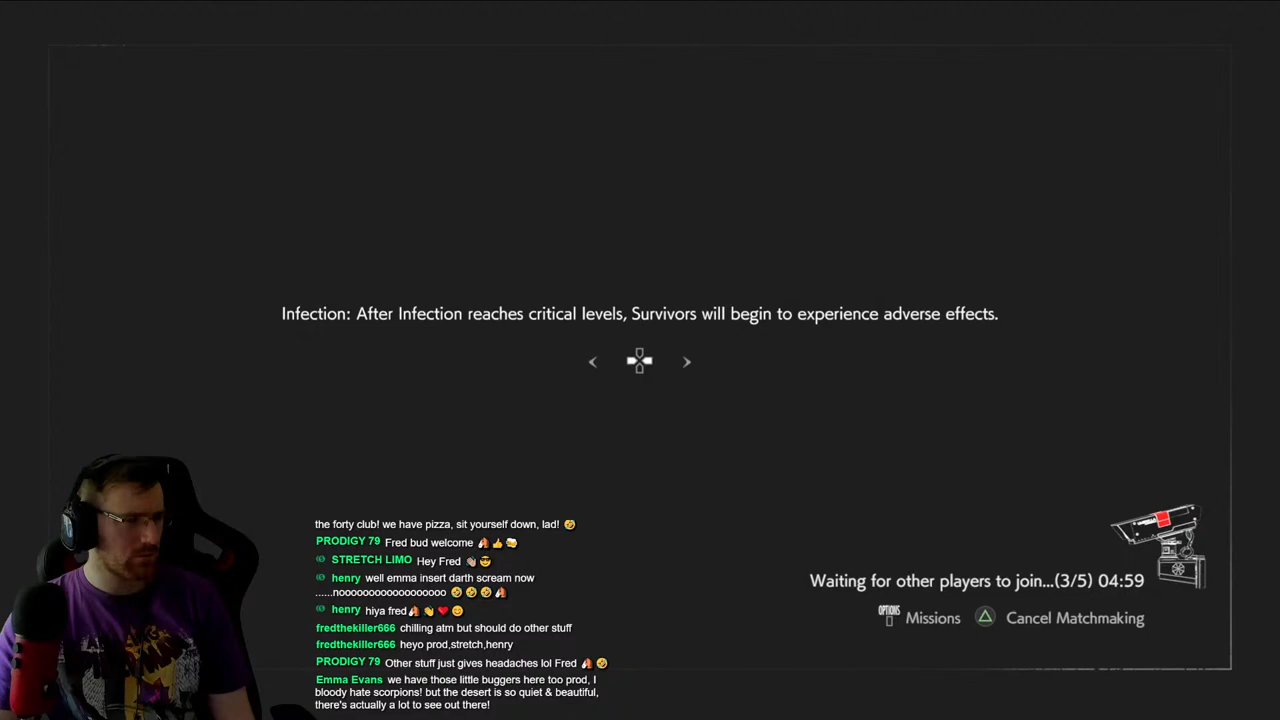 Infection: After Infection reaches critical levels, Survivors will begin to experience adverse effects.
the forty club! we have pizza, sit yourself down, lad! 🤣
PRODIGY 79 Fred bud welcome 🐴👍🍻
STRETCH LIMO Hey Fred 👋😎
henry well emma insert darth scream now
......noooooooooooooooooo 🤣🤣🤣🐴
henry hiya fred🐴👋❤️😊
fredthekiller666 chilling atm but should do other stuff
fredthekiller666 heyo prod,stretch,henry
PRODIGY 79 Other stuff just gives headaches lol Fred 🐴🤣
Emma Evans we have those little buggers here too prod, I
bloody hate scorpions! but the desert is so quiet & beautiful,
there's actually a lot to see out there!
Waiting for other players to join...(3/5) 04:59
OPTIONS Missions Cancel Matchmaking